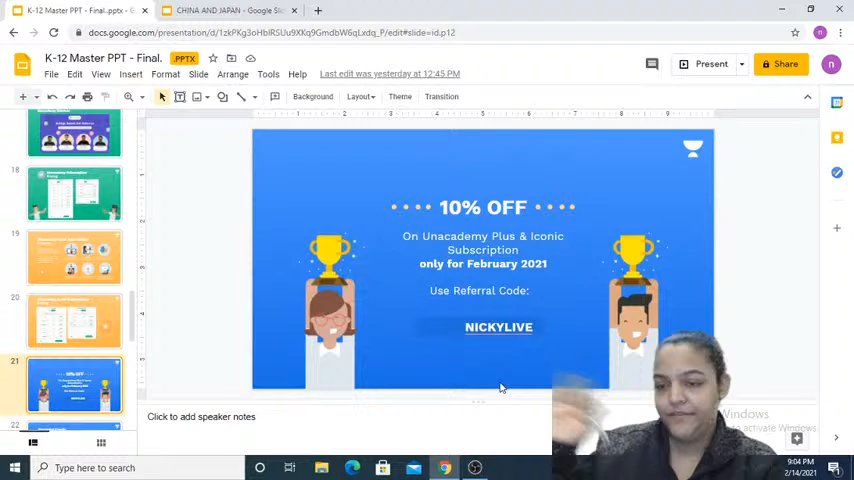 K-12 Master PPT - Final..pptx - G
CHINA AND JAPAN - Google Sli
docs.google.com/presentation/d/1zkPKg3oHbIRSUu9XKq9GmdbW6qLxdq_P/edit#slide=id.p12
K-12 Master PPT - Final. .PPTX
File Edit View Insert Format Slide Arrange Tools Help Last edit was yesterday at 12:45 PM
Present
Share
n
Background Layout Theme Transition
18
19
20
21
22
10% OFF
On Unacademy Plus & Iconic
Subscription
only for February 2021
Use Referral Code:
NICKYLIVE
Click to add speaker notes
Windows
activate Windows.
Type here to search
9:04 PM
2/14/2021